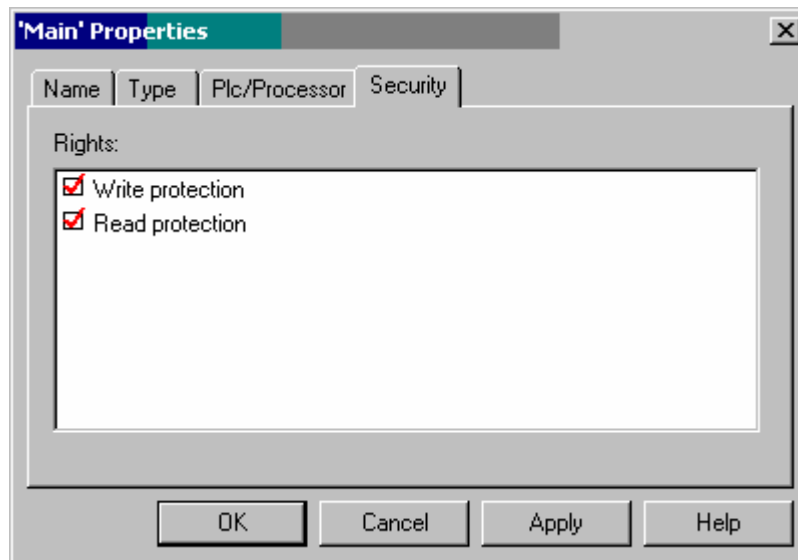 'Main' Properties
Name Type Plc/Processor Security
Rights:
Write protection
Read protection
OK Cancel Apply Help